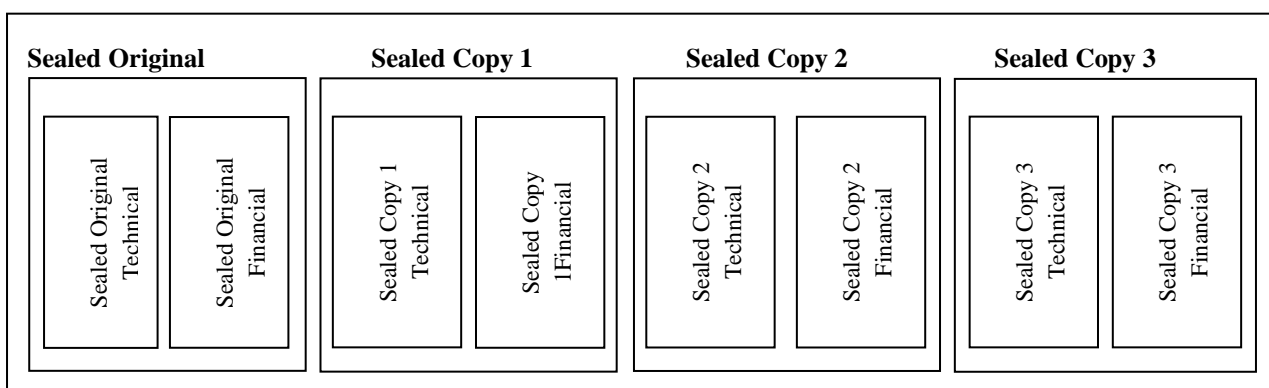 Sealed Original
Sealed Copy 1
Sealed Copy 2
Sealed Copy 3
Sealed Original
Technical
Sealed Original
Financial
Sealed Copy 1
Technical
Sealed Copy
1Financial
Sealed Copy 2
Technical
Sealed Copy 2
Financial
Sealed Copy 3
Technical
Sealed Copy 3
Financial